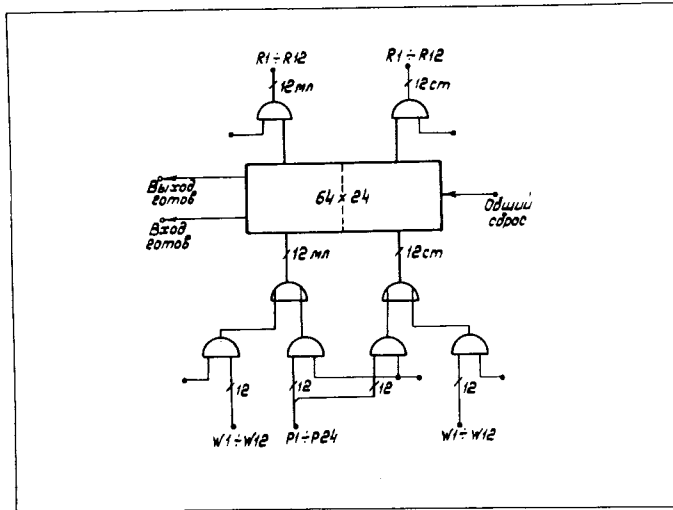 R1÷R12
R1÷R12
12мл
12ст
Выход
готов
64 x 24
Общий
сброс
Вход
готов
12мл
12ст
12
12
12
12
W1÷W12
P1÷P24
W1÷W12